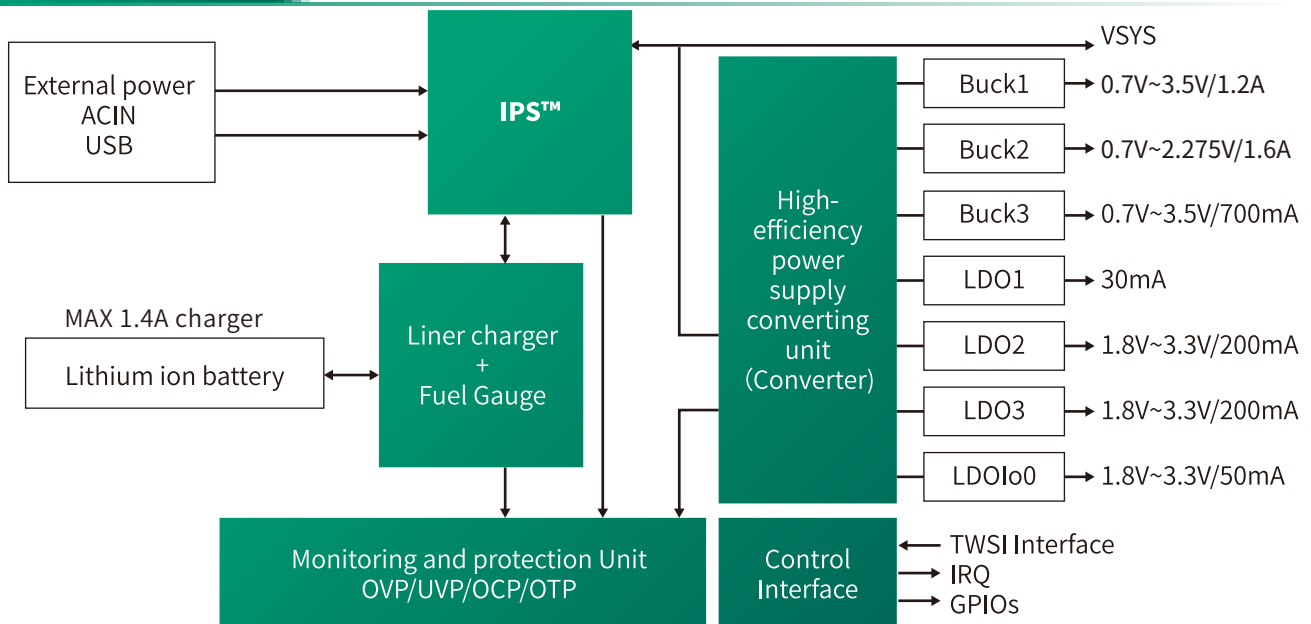 External power
ACIN
USB
IPS™
VSYS
MAX 1.4A charger
Lithium ion battery
Liner charger
+
Fuel Gauge
High-
efficiency
power
supply
converting
unit
(Converter)
Buck1
0.7V~3.5V/1.2A
Buck2
0.7V~2.275V/1.6A
Buck3
0.7V~3.5V/700mA
LDO1
30mA
LDO2
1.8V~3.3V/200mA
LDO3
1.8V~3.3V/200mA
LDOIo0
1.8V~3.3V/50mA
Monitoring and protection Unit
OVP/UVP/OCP/OTP
Control
Interface
TWSI Interface
IRQ
GPIOs